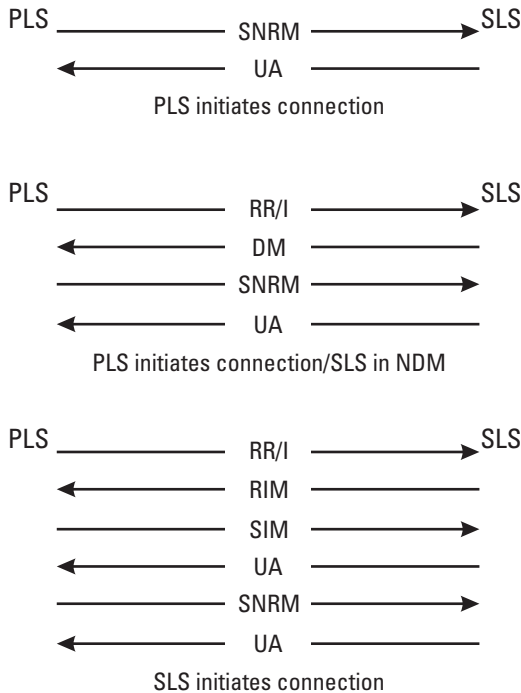 PLS SNRM SLS
UA
PLS initiates connection
PLS RR/I SLS
DM
SNRM
UA
PLS initiates connection/SLS in NDM
PLS RR/I SLS
RIM
SIM
UA
SNRM
UA
SLS initiates connection